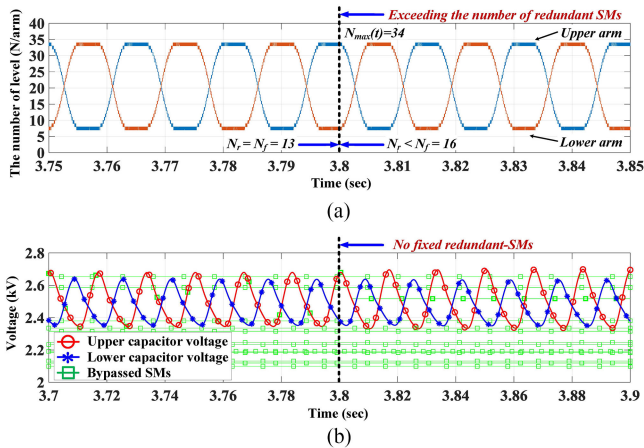 Exceeding the number of redundant SMs
The number of level (N/arm)
40
35
30
25
20
15
10
5
0
N_max(t)=34
Upper arm
Lower arm
N_r = N_f = 13
N_r < N_f = 16
3.75 3.76 3.77 3.78 3.79 3.8 3.81 3.82 3.83 3.84 3.85
Time (sec)
(a)
No fixed redundant-SMs
Voltage (kV)
2.8
2.6
2.4
2.2
2
Upper capacitor voltage
Lower capacitor voltage
Bypassed SMs
3.7 3.72 3.74 3.76 3.78 3.8 3.82 3.84 3.86 3.88 3.9
Time (sec)
(b)